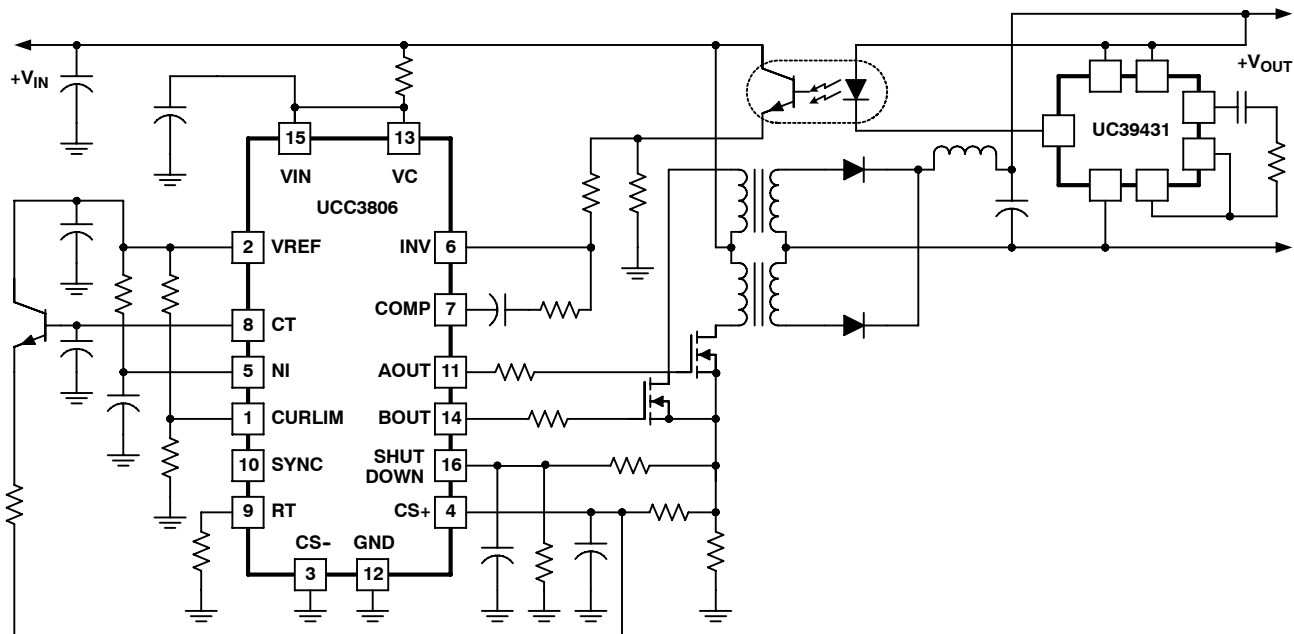 +VIN
+VOUT
15
13
UC39431
VIN
VC
UCC3806
2
VREF
INV
6
COMP
7
8
CT
5
NI
AOUT
11
1
CURLIM
BOUT
14
10
SYNC
SHUT
DOWN
16
9
RT
CS+
4
CS-
GND
3
12